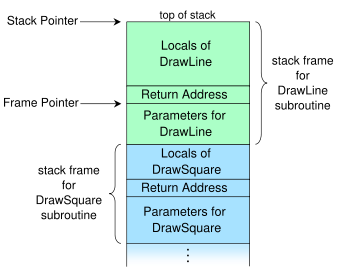 top of stack
Stack Pointer
Locals of
DrawLine
stack frame
for
DrawLine
subroutine
Return Address
Frame Pointer
Parameters for
DrawLine
Locals of
DrawSquare
stack frame
for
DrawSquare
subroutine
Return Address
Parameters for
DrawSquare